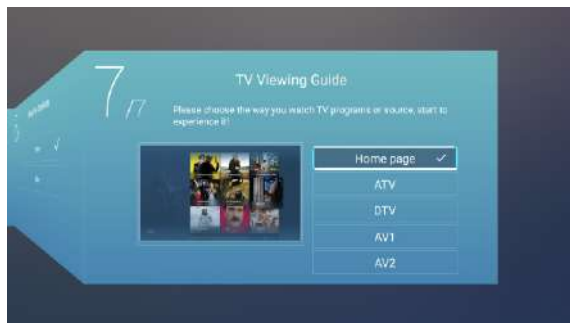 7/7
TV Viewing Guide
Please choose the way you watch TV programs or source, start to
experience it!
Home page
ATV
DTV
AV1
AV2